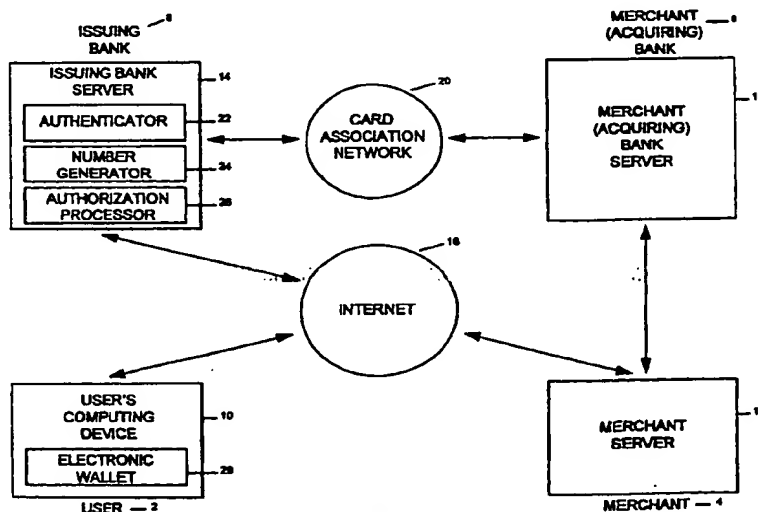 ISSUING BANK 8
ISSUING BANK SERVER 14
AUTHENTICATOR 22
NUMBER GENERATOR 24
AUTHORIZATION PROCESSOR
CARD ASSOCIATION NETWORK 20
MERCHANT (ACQUIRING) BANK
MERCHANT (ACQUIRING) BANK SERVER
INTERNET
USER'S COMPUTING DEVICE 10
ELECTRONIC WALLET
USER 2
MERCHANT SERVER
MERCHANT 4